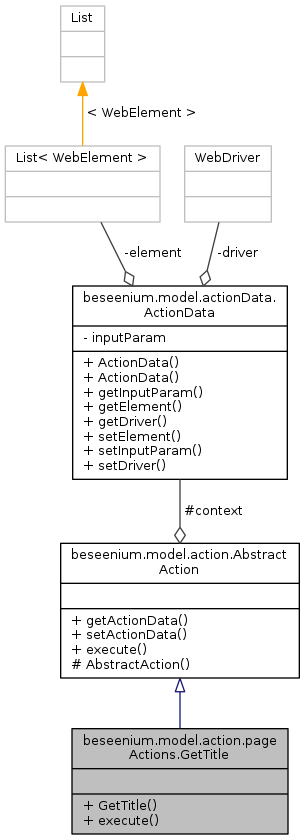 List
< WebElement >
List< WebElement >
WebDriver
-element
-driver
beseenium.model.actionData.
ActionData
- inputParam
+ ActionData()
+ ActionData()
+ getInputParam()
+ getElement()
+ getDriver()
+ setElement()
+ setInputParam()
+ setDriver()
#context
beseenium.model.action.Abstract
Action
+ getActionData()
+ setActionData()
+ execute()
# AbstractAction()
beseenium.model.action.page
Actions.GetTitle
+ GetTitle()
+ execute()